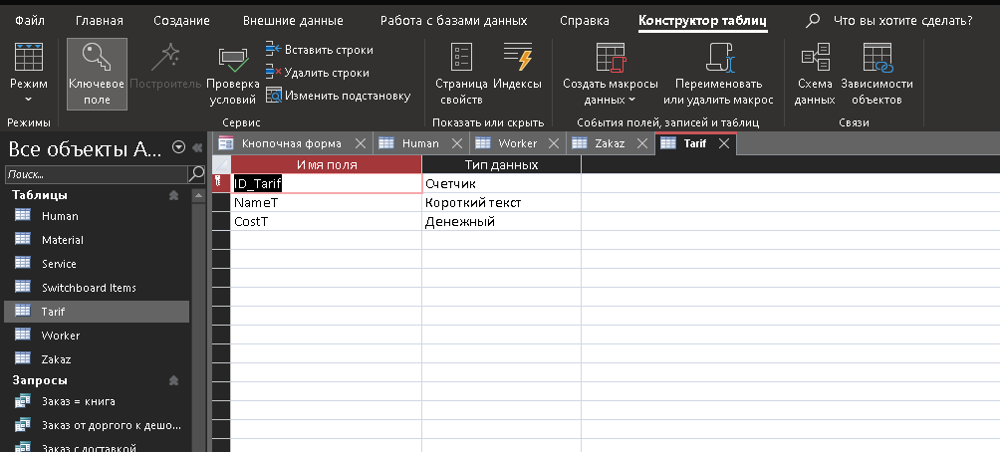 Файл Главная Создание Внешние данные Работа с базами данных Справка Конструктор таблиц Что вы хотите сделать?
Режим
Ключевое поле
Построитель
Проверка условий
Вставить строки
Удалить строки
Изменить подстановку
Страница свойств
Индексы
Создать макросы данных
Переименовать или удалить макрос
Схема данных
Зависимости объектов
Режимы Сервис Показать или скрыть События полей, записей и таблиц Связи
Все объекты A...
Поиск...
Таблицы
Human
Material
Service
Switchboard Items
Tarif
Worker
Zakaz
Запросы
Заказ = книга
Заказ от доргого к дешо...
Заказ с доставкой
Кнопочная форма Human Worker Zakaz Tarif
Имя поля Тип данных
ID_Tarif Счетчик
NameT Короткий текст
CostT Денежный